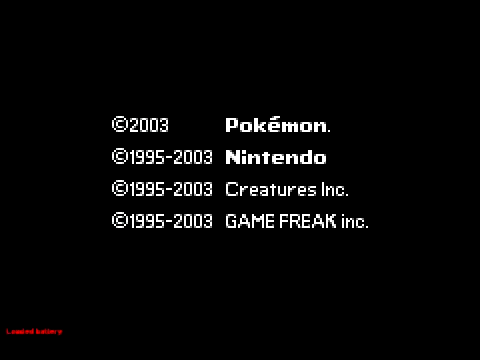 ©2003 Pokémon.
©1995-2003 Nintendo
©1995-2003 Creatures Inc.
©1995-2003 GAME FREAK inc.
Loaded battery